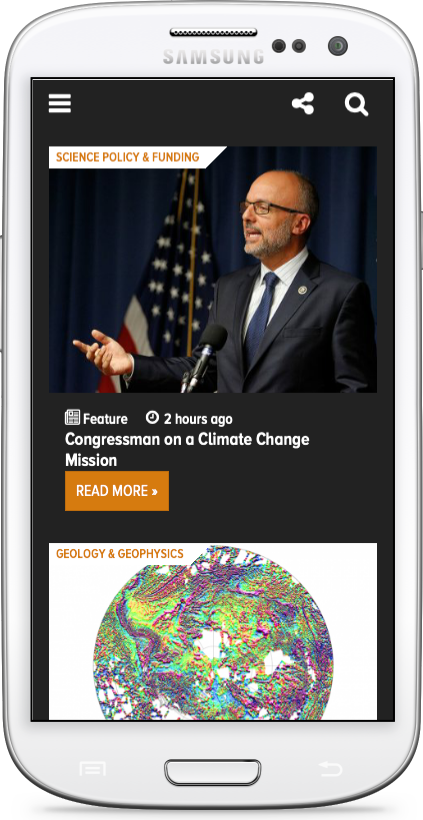 SAMSUNG
SCIENCE POLICY & FUNDING
Feature 2 hours ago
Congressman on a Climate Change
Mission
READ MORE »
GEOLOGY & GEOPHYSICS